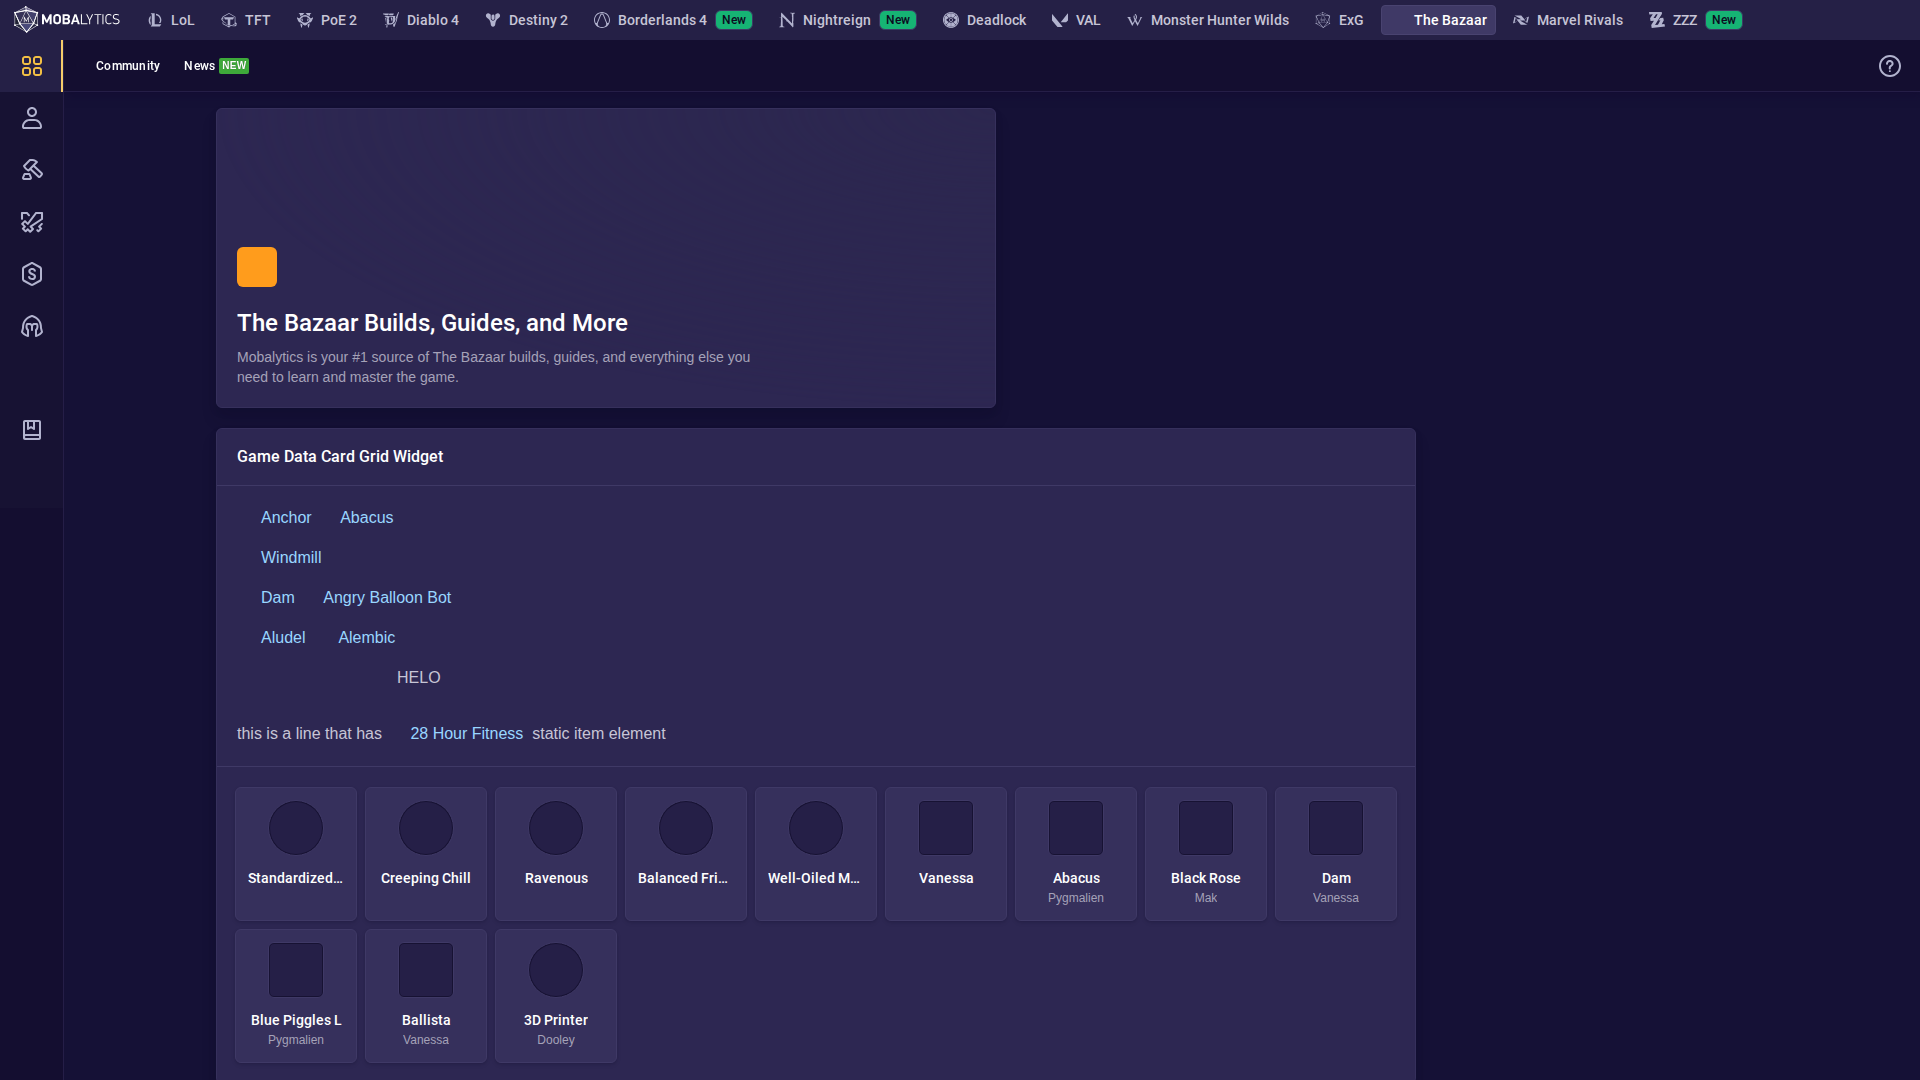 MOBALYTICS LoL TFT PoE 2 Diablo 4 Destiny 2 Borderlands 4 New Nightreign New Deadlock VAL Monster Hunter Wilds ExG The Bazaar Marvel Rivals ZZZ New
Community News NEW
The Bazaar Builds, Guides, and More
Mobalytics is your #1 source of The Bazaar builds, guides, and everything else you
need to learn and master the game.
Game Data Card Grid Widget
Anchor Abacus
Windmill
Dam Angry Balloon Bot
Aludel Alembic
HELO
this is a line that has 28 Hour Fitness static item element
Standardized... Creeping Chill Ravenous Balanced Fri... Well-Oiled M... Vanessa Abacus Black Rose Dam
Pygmalien Mak Vanessa
Blue Piggles L Ballista 3D Printer
Pygmalien Vanessa Dooley